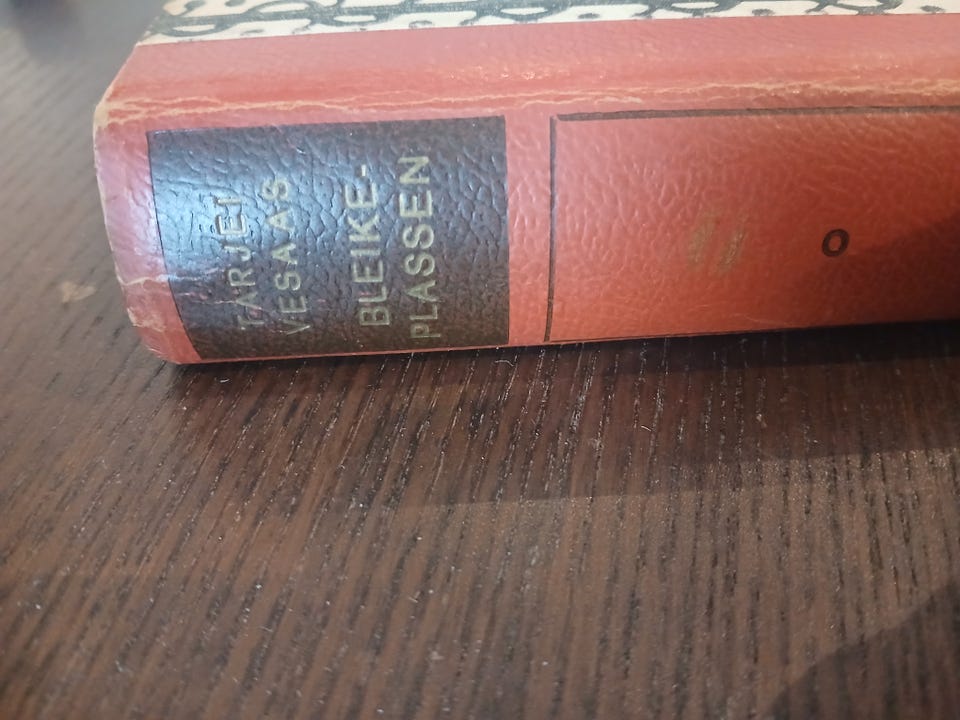 TARJEI
VESAAS
BLEIKE-
PLASSEN